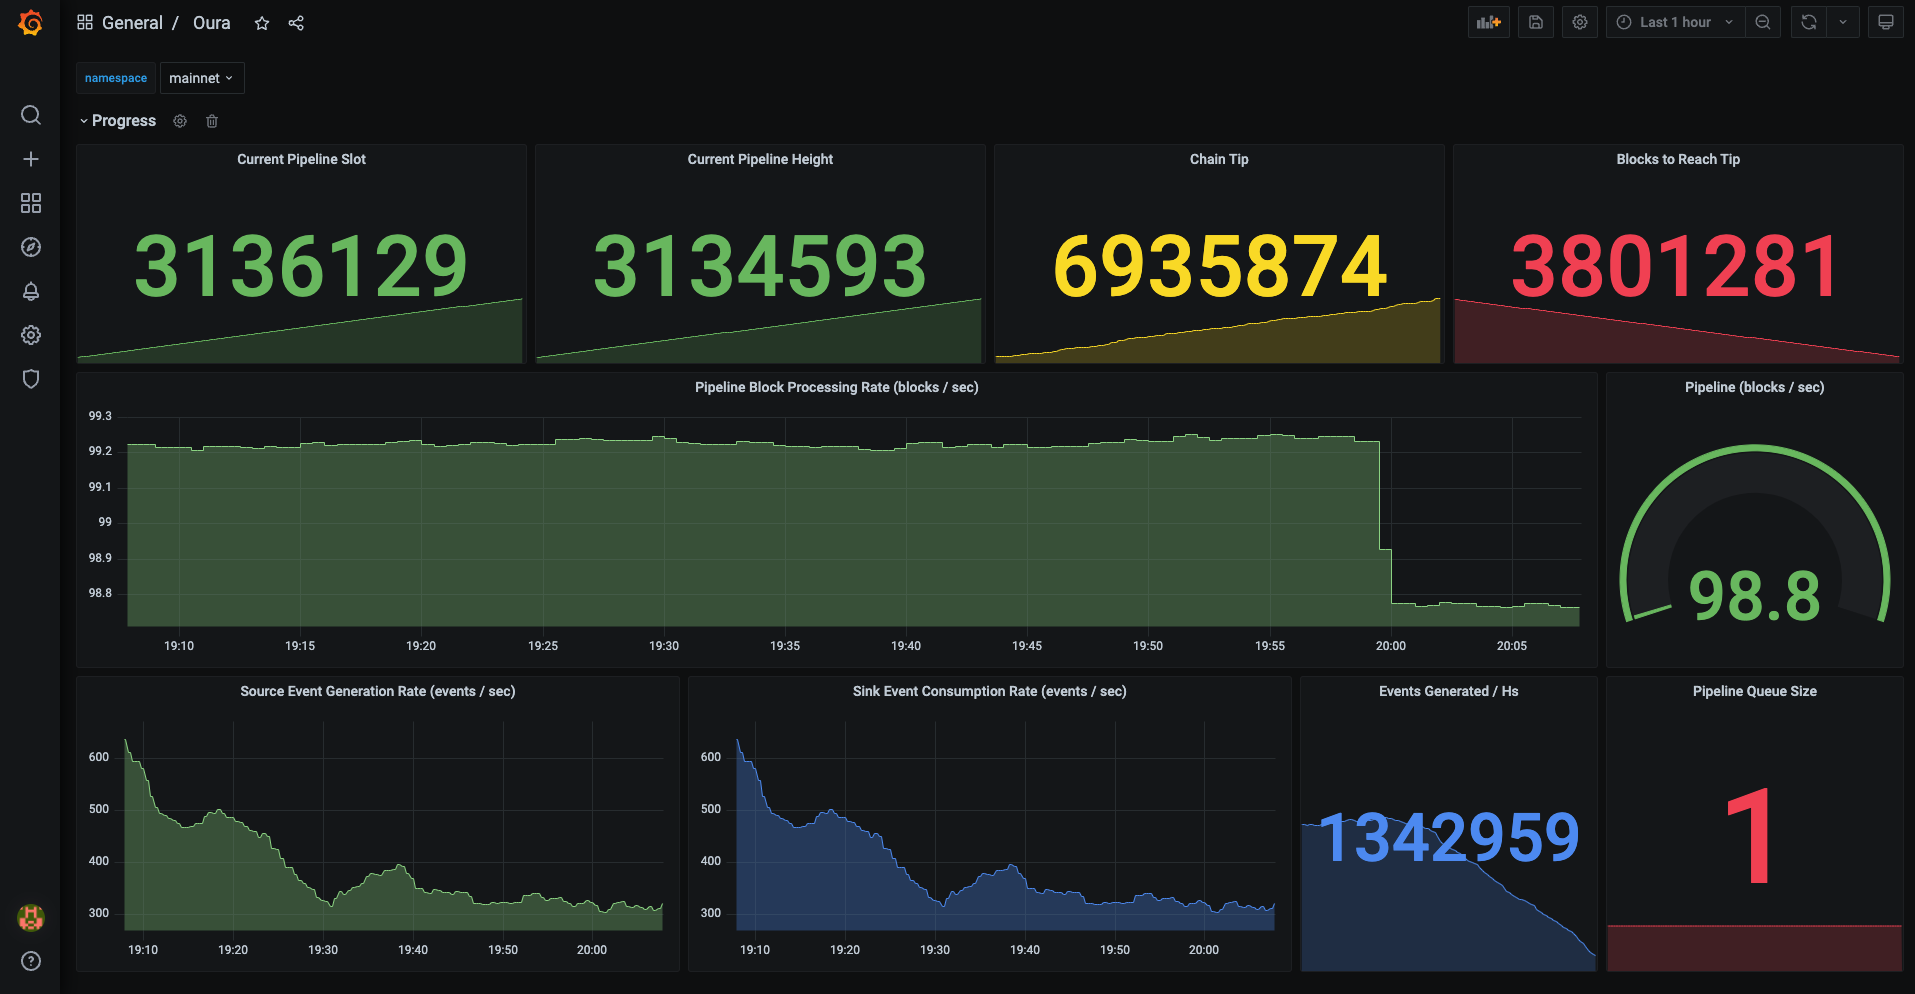 General / Oura
Last 1 hour
namespace mainnet
Progress
Current Pipeline Slot
3136129
Current Pipeline Height
3134593
Chain Tip
6935874
Blocks to Reach Tip
3801281
Pipeline Block Processing Rate (blocks / sec)
99.3
99.2
99.1
99
98.9
98.8
19:10 19:15 19:20 19:25 19:30 19:35 19:40 19:45 19:50 19:55 20:00 20:05
Pipeline (blocks / sec)
98.8
Source Event Generation Rate (events / sec)
600
500
400
300
19:10 19:20 19:30 19:40 19:50 20:00
Sink Event Consumption Rate (events / sec)
600
500
400
300
19:10 19:20 19:30 19:40 19:50 20:00
Events Generated / Hs
1342959
Pipeline Queue Size
1